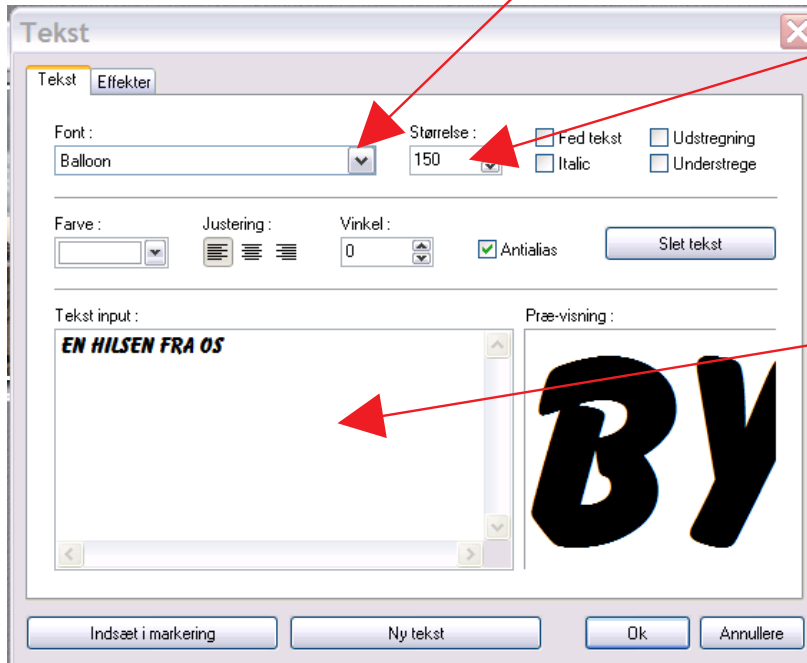 Tekst
Tekst Effekter
Font : Størrelse : Fed tekst Udstregning
Balloon 150 Italic Understrege
Farve : Justering : Vinkel :
0 Antialias Slet tekst
Tekst input : Præ-visning :
EN HILSEN FRA OS
BY
Indsæt i markering Ny tekst Ok Annullere